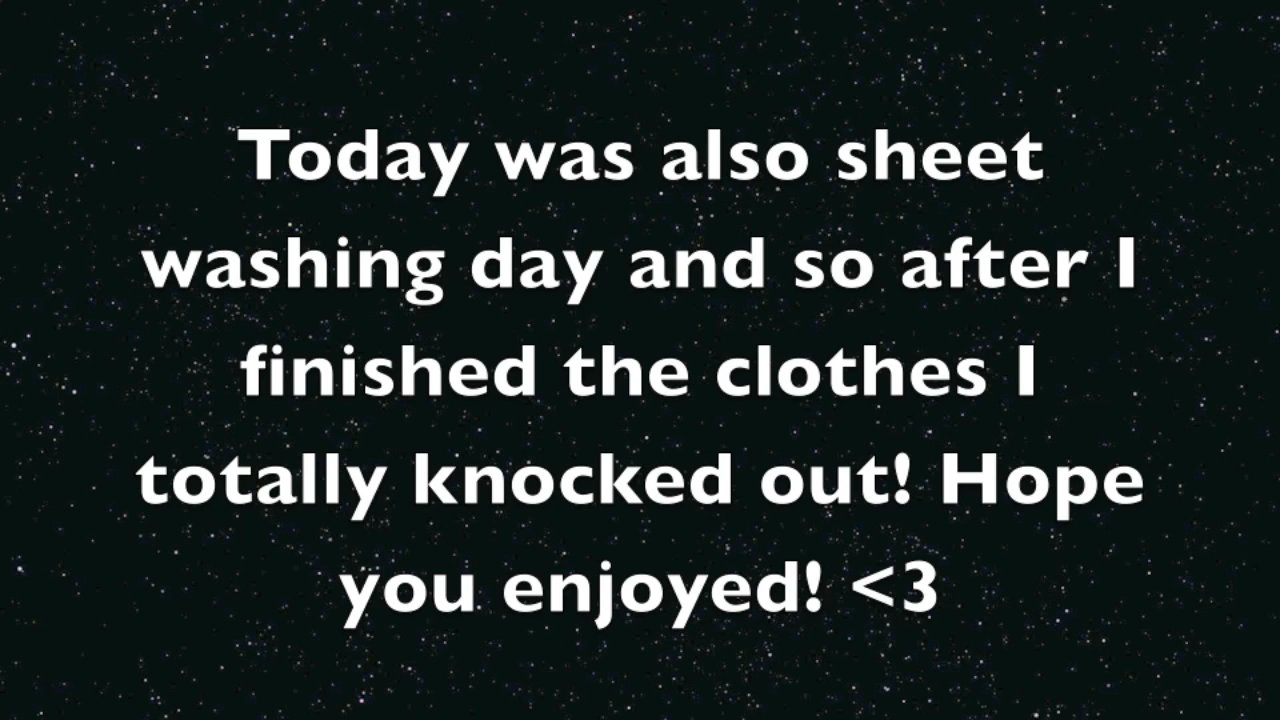 Today was also sheet
washing day and so after I
finished the clothes I
totally knocked out! Hope
you enjoyed! <3